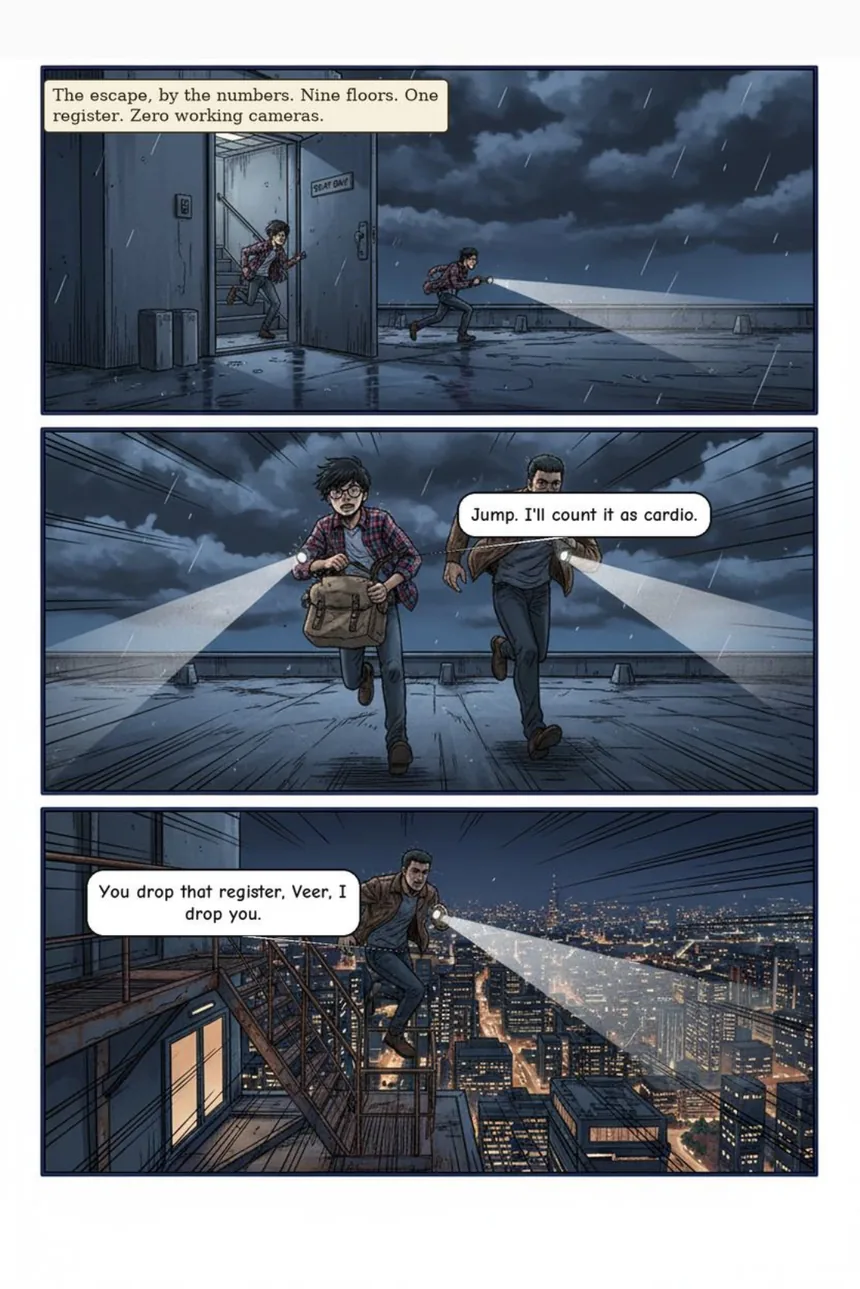 The escape, by the numbers. Nine floors. One
register. Zero working cameras.
Jump. I'll count it as cardio.
You drop that register, Veer, I
drop you.